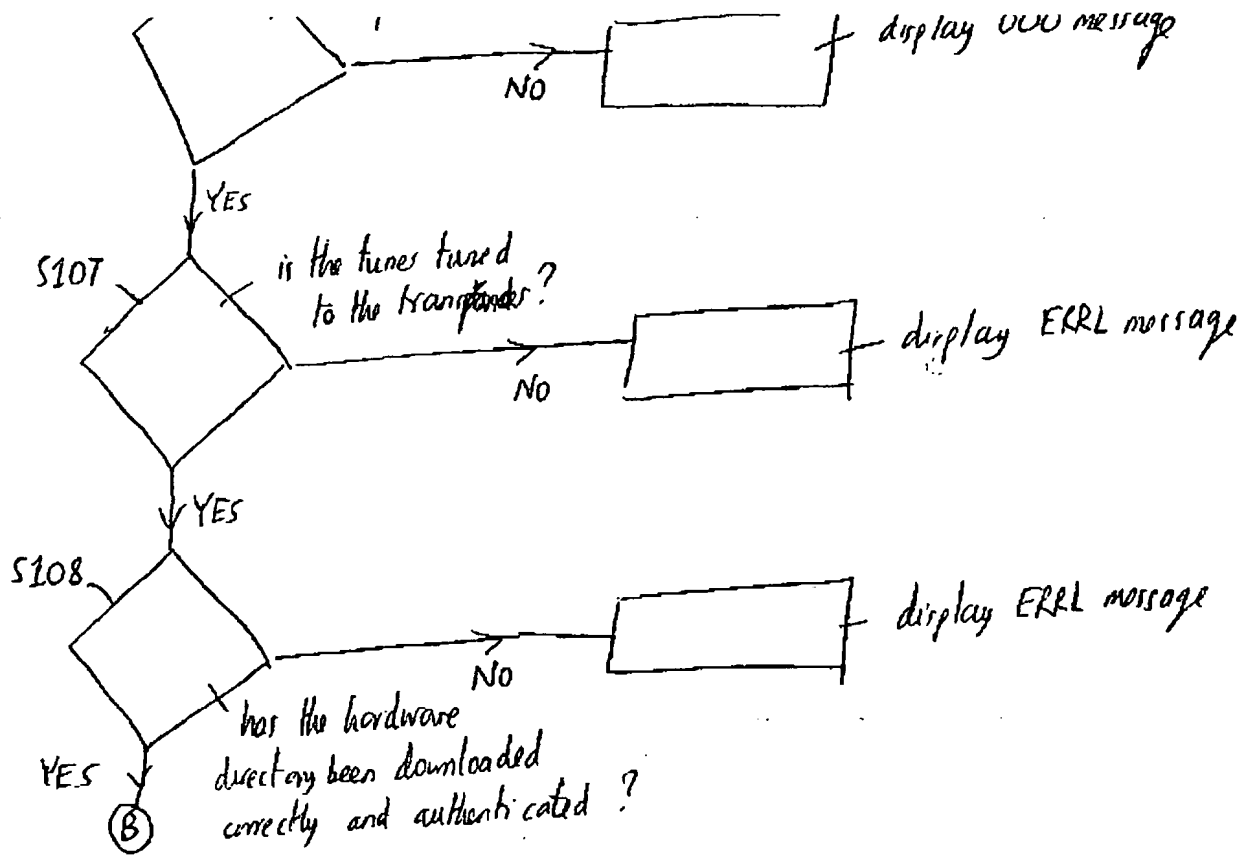 display 000 message
NO
YES
S107
is the tuner tuned
to the transponder?
display ERRL message
NO
YES
S108
display ERRL message
NO
has the hardware
directory been downloaded
correctly and authenticated ?
YES
B